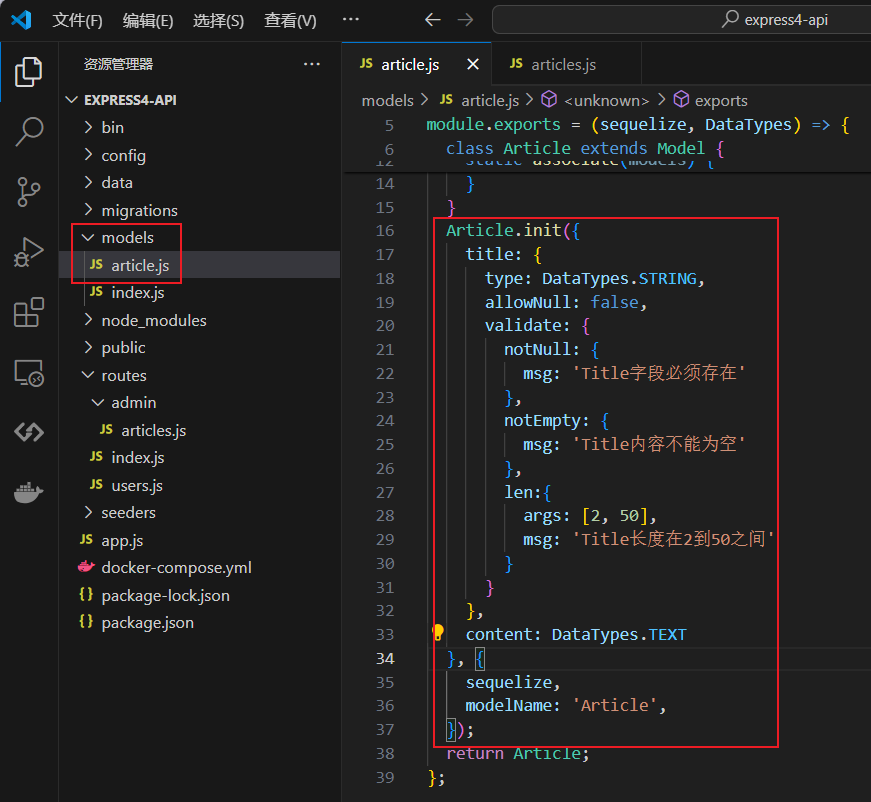 文件(F) 编辑(E) 选择(S) 查看(V) ··· express4-api
资源管理器 ···
EXPRESS4-API
bin
config
data
migrations
models
JS article.js
JS index.js
node_modules
public
routes
admin
JS articles.js
JS index.js
JS users.js
seeders
JS app.js
docker-compose.yml
{} package-lock.json
{} package.json
JS article.js × JS articles.js
models > JS article.js > <unknown> > exports
5 module.exports = (sequelize, DataTypes) => {
6 class Article extends Model {
12 static associate(models) {
14 }
15 }
16 Article.init({
17 title: {
18 type: DataTypes.STRING,
19 allowNull: false,
20 validate: {
21 notNull: {
22 msg: 'Title字段必须存在'
23 },
24 notEmpty: {
25 msg: 'Title内容不能为空'
26 },
27 len:{
28 args: [2, 50],
29 msg: 'Title长度在2到50之间'
30 }
31 }
32 },
33 content: DataTypes.TEXT
34 }, {
35 sequelize,
36 modelName: 'Article',
37 });
38 return Article;
39 };